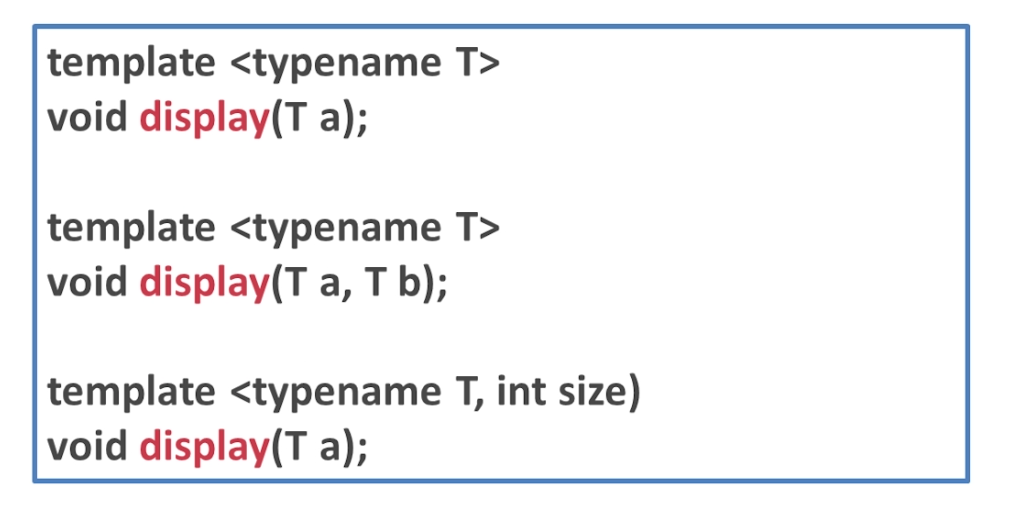 template <typename T>
void display(T a);
template <typename T>
void display(T a, T b);
template <typename T, int size)
void display(T a);